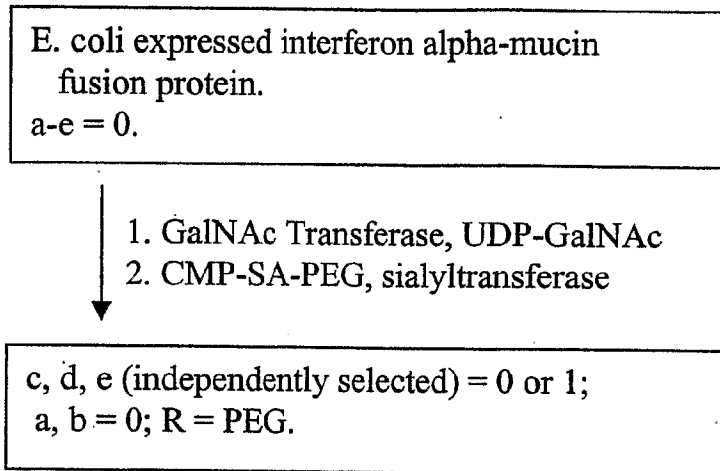 E. coli expressed interferon alpha-mucin
fusion protein.
a-e = 0.
1. GalNAc Transferase, UDP-GalNAc
2. CMP-SA-PEG, sialyltransferase
c, d, e (independently selected) = 0 or 1;
a, b = 0; R = PEG.